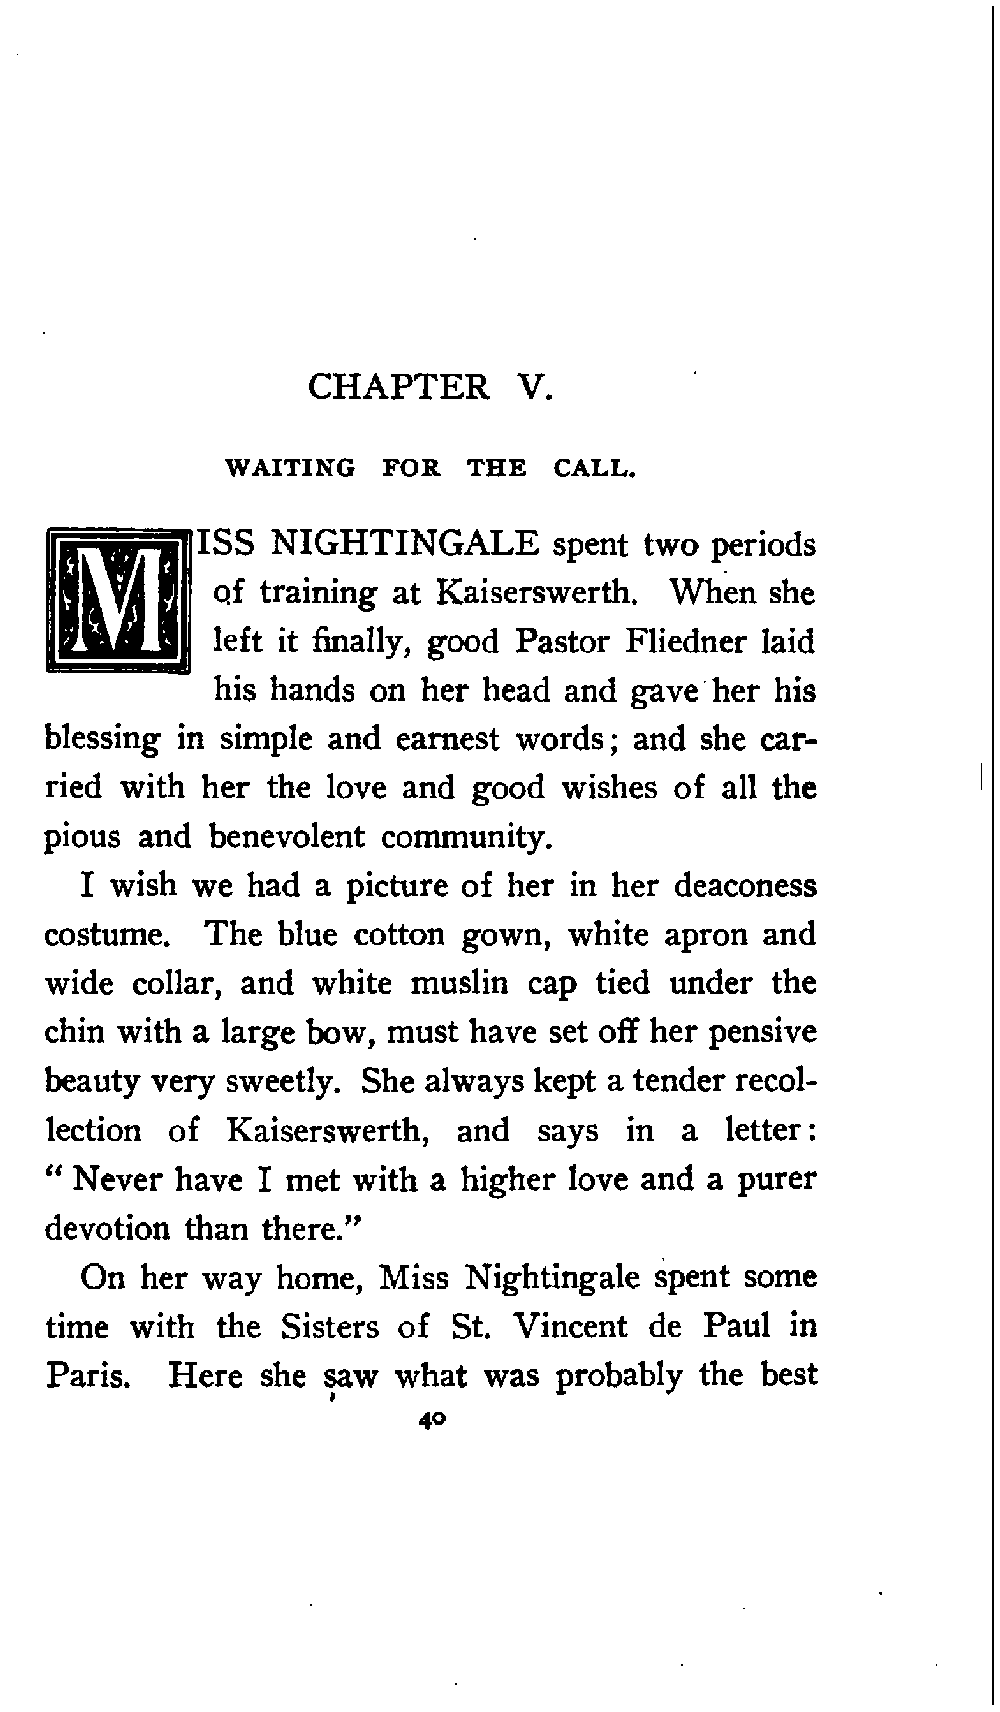 CHAPTER V.
WAITING FOR THE CALL.
MISS NIGHTINGALE spent two periods
of training at Kaiserswerth. When she
left it finally, good Pastor Fliedner laid
his hands on her head and gave her his
blessing in simple and earnest words; and she car-
ried with her the love and good wishes of all the
pious and benevolent community.
I wish we had a picture of her in her deaconess
costume. The blue cotton gown, white apron and
wide collar, and white muslin cap tied under the
chin with a large bow, must have set off her pensive
beauty very sweetly. She always kept a tender recol-
lection of Kaiserswerth, and says in a letter:
“Never have I met with a higher love and a purer
devotion than there.”
On her way home, Miss Nightingale spent some
time with the Sisters of St. Vincent de Paul in
Paris. Here she saw what was probably the best
40